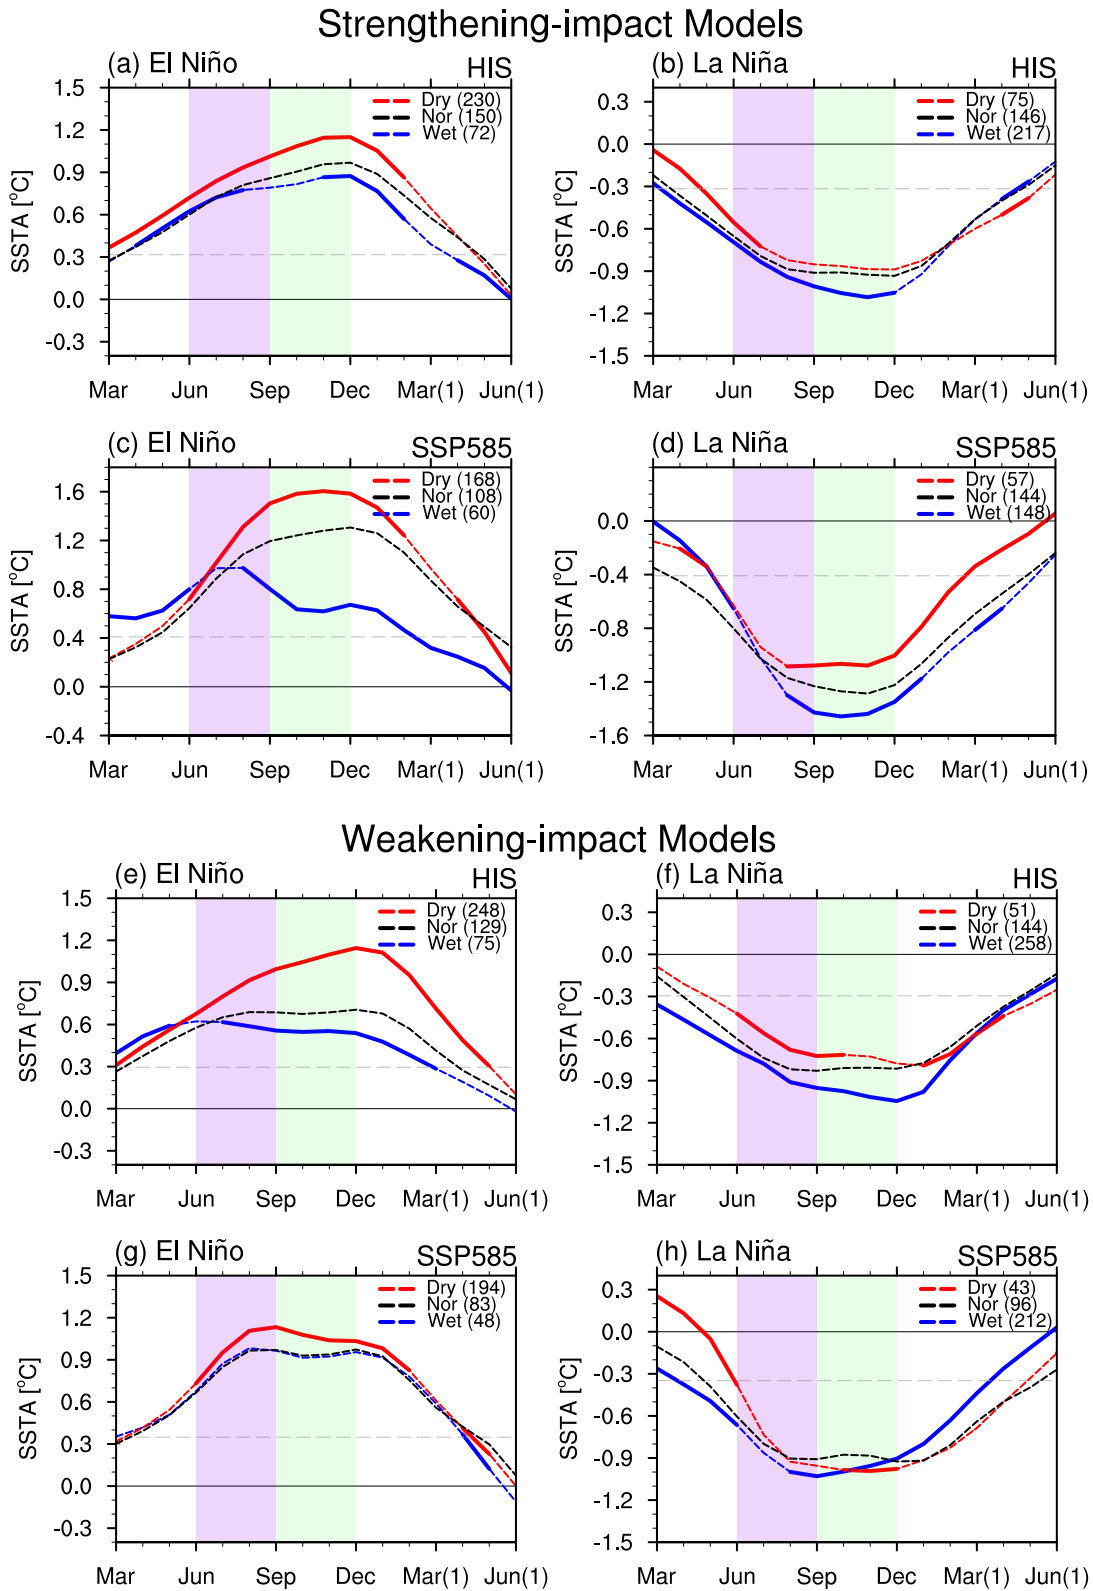 Strengthening-impact Models
(a) El Niño HIS
Dry (230)
Nor (150)
Wet (72)
SSTA [°C]
1.5
1.2
0.9
0.6
0.3
0.0
-0.3
Mar Jun Sep Dec Mar(1) Jun(1)
(b) La Niña HIS
Dry (75)
Nor (146)
Wet (217)
SSTA [°C]
0.3
0.0
-0.3
-0.6
-0.9
-1.2
-1.5
Mar Jun Sep Dec Mar(1) Jun(1)
(c) El Niño SSP585
Dry (168)
Nor (108)
Wet (60)
SSTA [°C]
1.6
1.2
0.8
0.4
0.0
-0.4
Mar Jun Sep Dec Mar(1) Jun(1)
(d) La Niña SSP585
Dry (57)
Nor (144)
Wet (148)
SSTA [°C]
0.0
-0.4
-0.8
-1.2
-1.6
Mar Jun Sep Dec Mar(1) Jun(1)
Weakening-impact Models
(e) El Niño HIS
Dry (248)
Nor (129)
Wet (75)
SSTA [°C]
1.5
1.2
0.9
0.6
0.3
0.0
-0.3
Mar Jun Sep Dec Mar(1) Jun(1)
(f) La Niña HIS
Dry (51)
Nor (144)
Wet (258)
SSTA [°C]
0.3
0.0
-0.3
-0.6
-0.9
-1.2
-1.5
Mar Jun Sep Dec Mar(1) Jun(1)
(g) El Niño SSP585
Dry (194)
Nor (83)
Wet (48)
SSTA [°C]
1.5
1.2
0.9
0.6
0.3
0.0
-0.3
Mar Jun Sep Dec Mar(1) Jun(1)
(h) La Niña SSP585
Dry (43)
Nor (96)
Wet (212)
SSTA [°C]
0.3
0.0
-0.3
-0.6
-0.9
-1.2
-1.5
Mar Jun Sep Dec Mar(1) Jun(1)